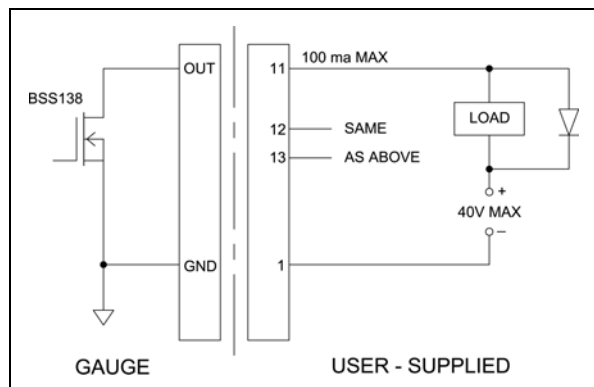 OUT
11
100 ma MAX
BSS138
LOAD
12
SAME
13
AS ABOVE
+
40V MAX
–
GND
1
GAUGE
USER - SUPPLIED